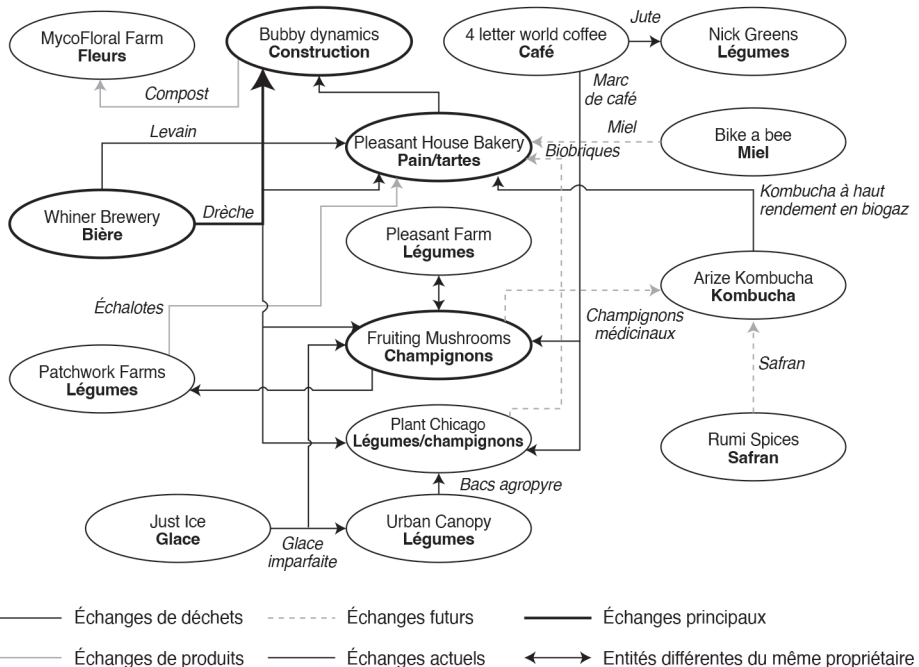 MycoFloral Farm
Fleurs
Bubby dynamics
Construction
4 letter world coffee
Café
Jute
Nick Greens
Légumes
Compost
Marc
de café
Levain
Pleasant House Bakery
Pain/tartes
Miel
Biobriques
Bike a bee
Miel
Whiner Brewery
Bière
Drèche
Kombucha à haut
rendement en biogaz
Pleasant Farm
Légumes
Arize Kombucha
Kombucha
Échalotes
Champignons
médicinaux
Fruiting Mushrooms
Champignons
Patchwork Farms
Légumes
Safran
Plant Chicago
Légumes/champignons
Rumi Spices
Safran
Bacs agropyre
Just Ice
Glace
Glace
imparfaite
Urban Canopy
Légumes
Échanges de déchets
Échanges futurs
Échanges principaux
Échanges de produits
Échanges actuels
Entités différentes du même propriétaire